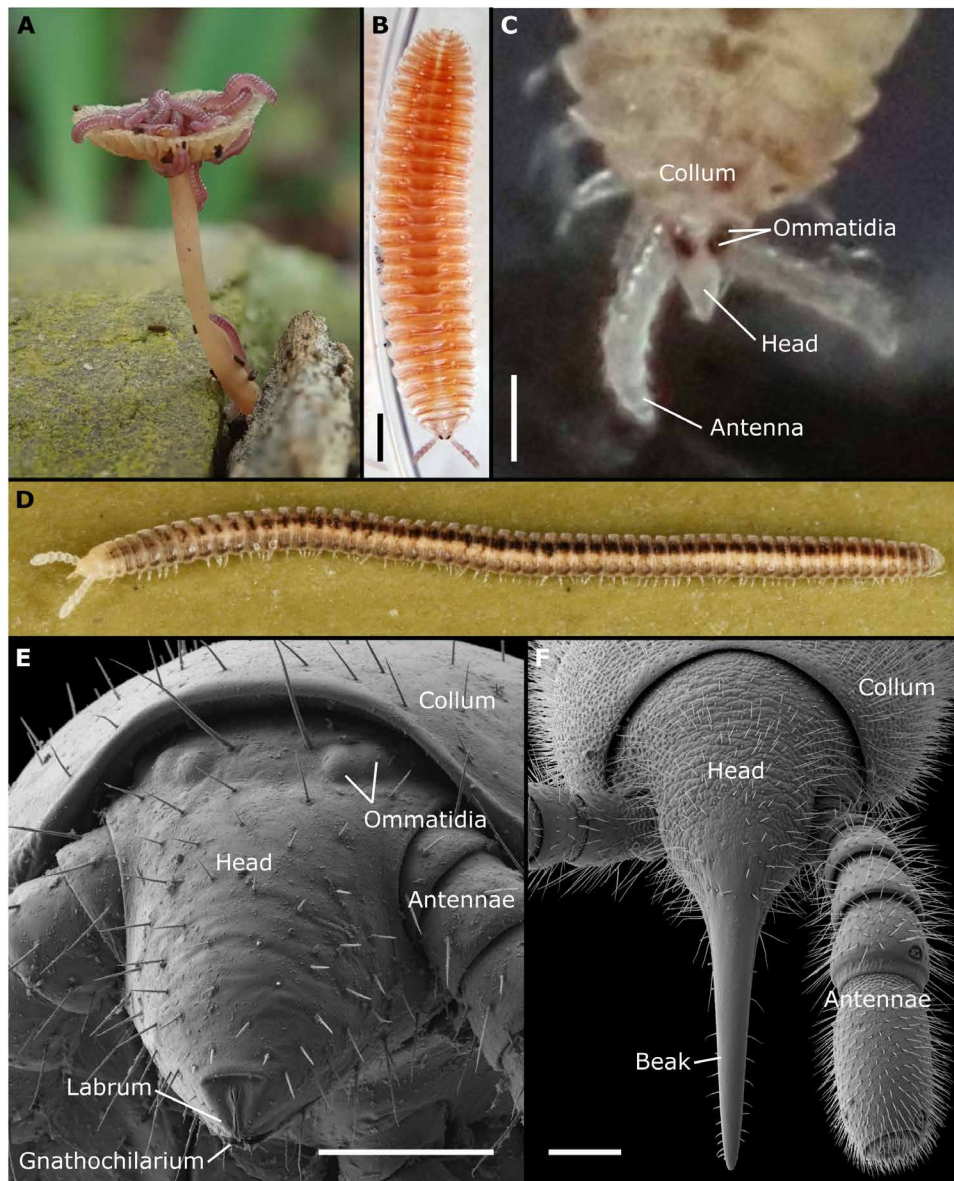 A
B
C
Collum
Ommatidia
Head
Antenna
D
E
Collum
Ommatidia
Head
Antennae
Labrum
Gnathochilarium
F
Collum
Head
Antennae
Beak